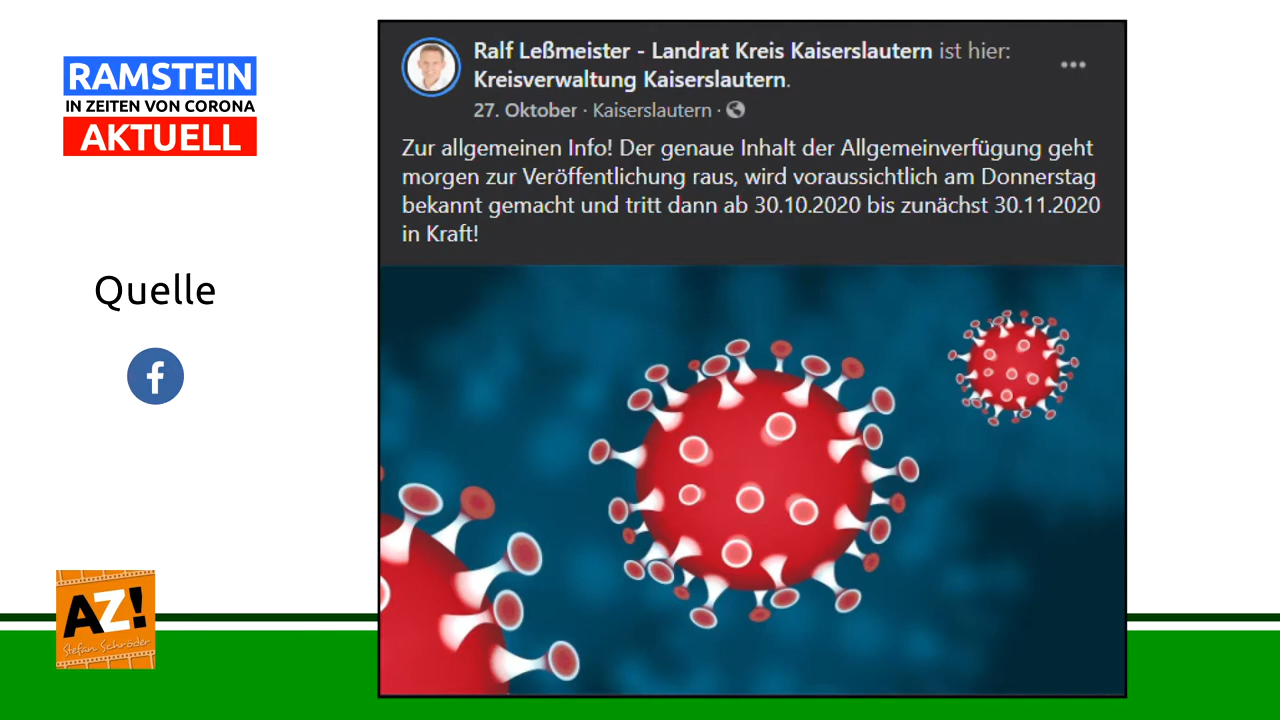 RAMSTEIN
IN ZEITEN VON CORONA
AKTUELL
Quelle
f
AZ!
Stefan Schröder
Ralf Leßmeister - Landrat Kreis Kaiserslautern ist hier:
Kreisverwaltung Kaiserslautern.
27. Oktober · Kaiserslautern ·
Zur allgemeinen Info! Der genaue Inhalt der Allgemeinverfügung geht
morgen zur Veröffentlichung raus, wird voraussichtlich am Donnerstag
bekannt gemacht und tritt dann ab 30.10.2020 bis zunächst 30.11.2020
in Kraft!